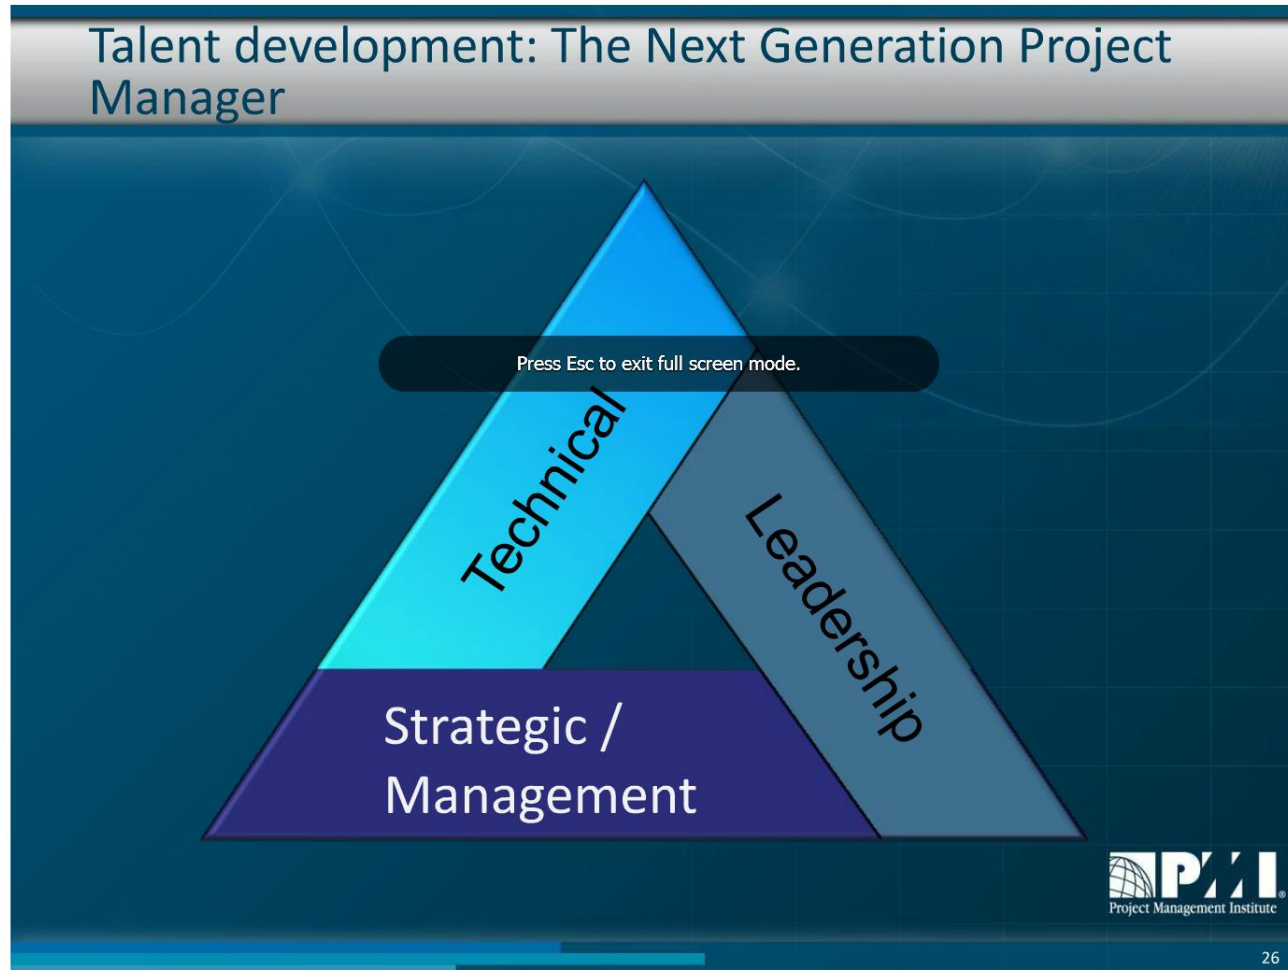 Talent development: The Next Generation Project
Manager
Press Esc to exit full screen mode.
Technical
Leadership
Strategic /
Management
PMI®
Project Management Institute
26